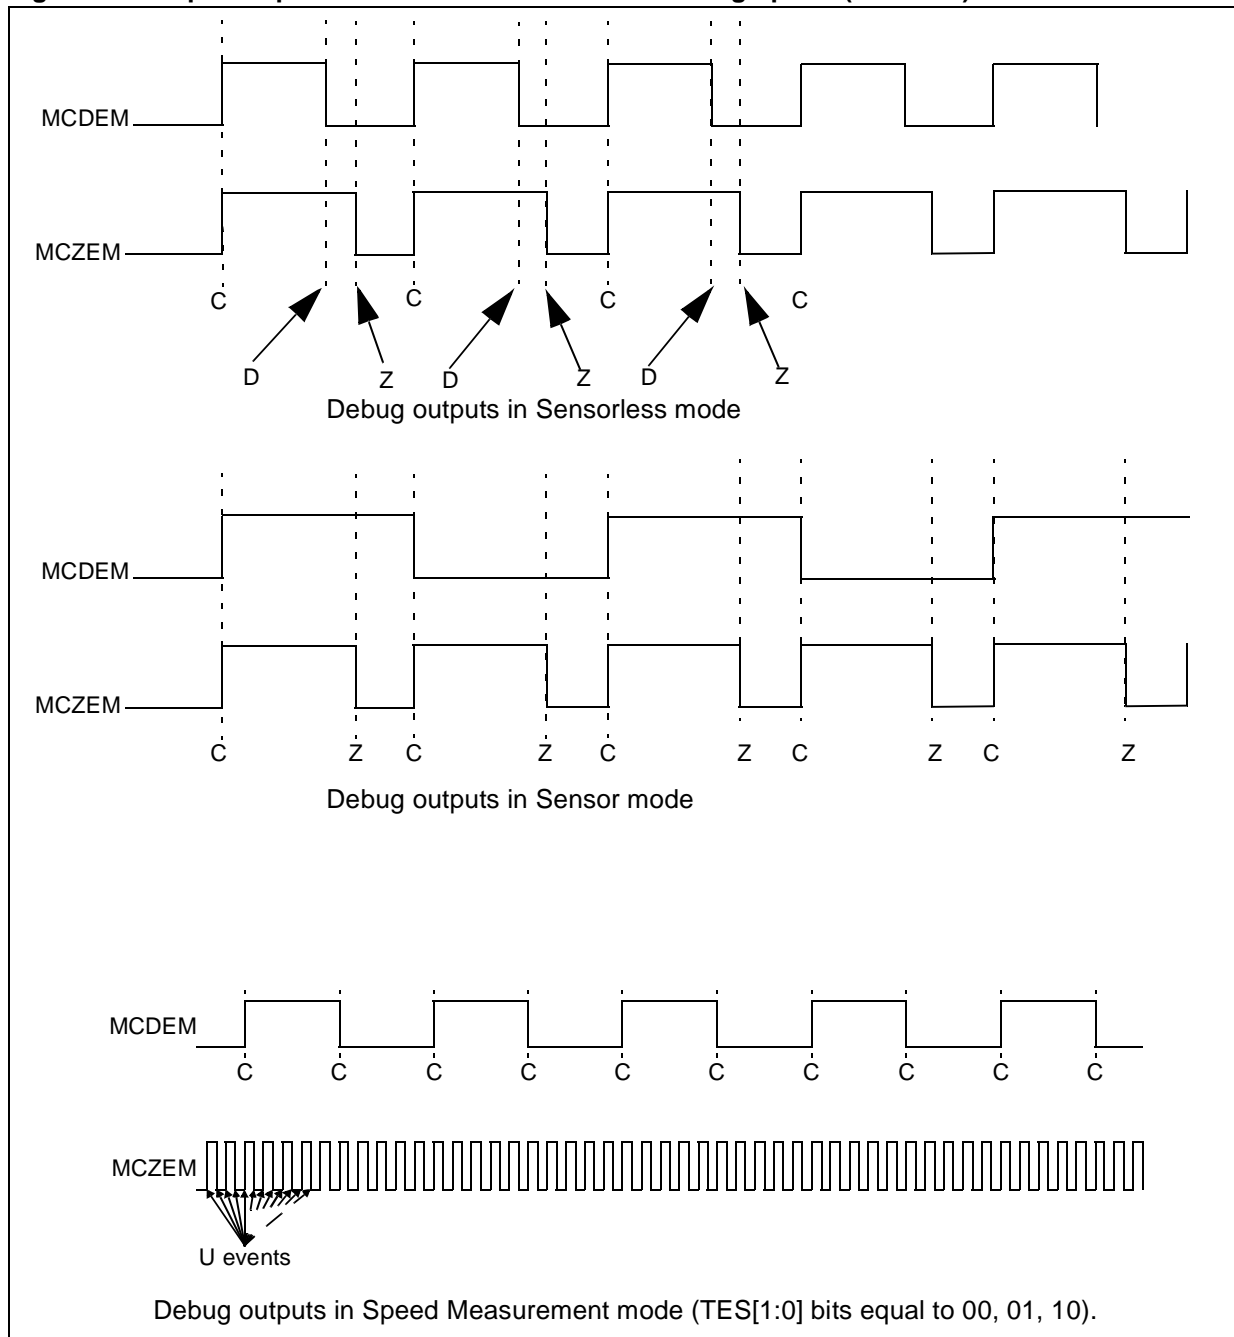 MCDEM
MCZEM
C C C C
D Z D Z D Z
Debug outputs in Sensorless mode
MCDEM
MCZEM
C Z C Z C Z C Z C Z
Debug outputs in Sensor mode
MCDEM
C C C C C C C C C C
MCZEM
U events
Debug outputs in Speed Measurement mode (TES[1:0] bits equal to 00, 01, 10).